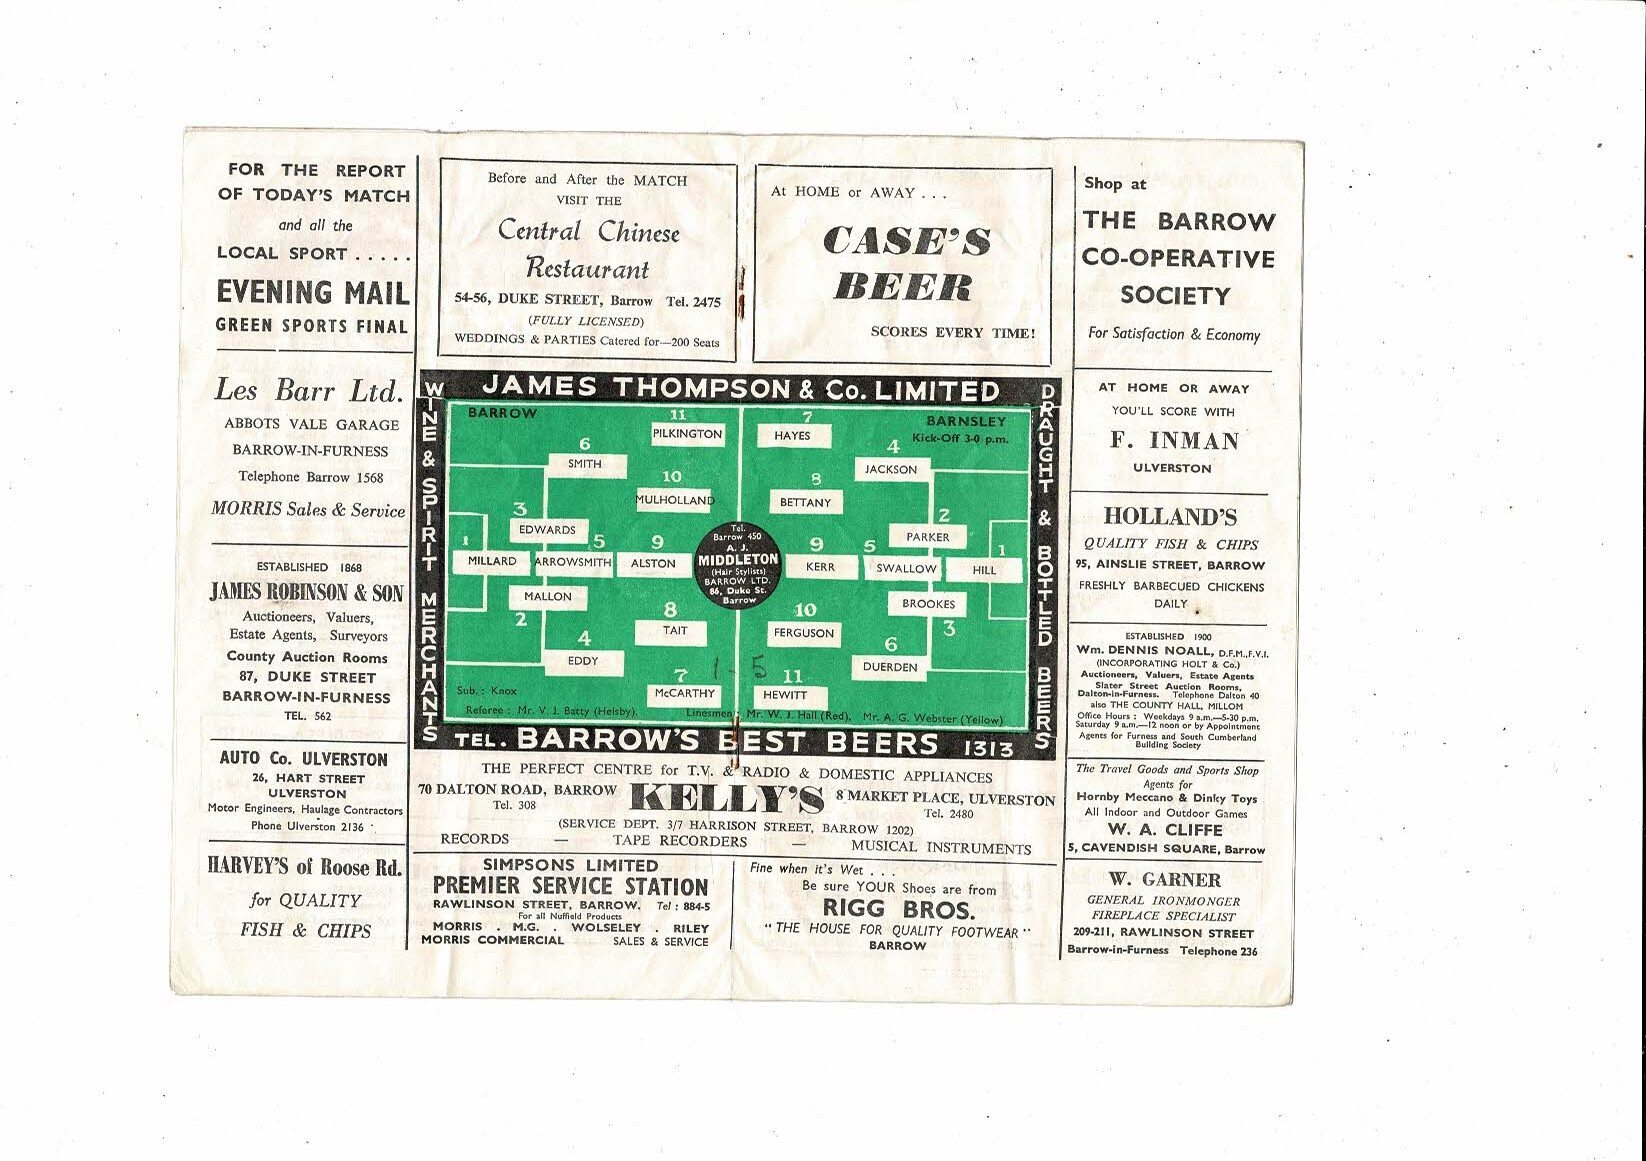 FOR THE REPORT
OF TODAY'S MATCH
and all the
LOCAL SPORT . . . . .
EVENING MAIL
GREEN SPORTS FINAL
Les Barr Ltd.
ABBOTS VALE GARAGE
BARROW-IN-FURNESS
Telephone Barrow 1568
MORRIS Sales & Service
ESTABLISHED 1868
JAMES ROBINSON & SON
Auctioneers, Valuers,
Estate Agents, Surveyors
County Auction Rooms
87, DUKE STREET
BARROW-IN-FURNESS
TEL. 562
AUTO Co. ULVERSTON
26, HART STREET
ULVERSTON
Motor Engineers, Haulage Contractors
Phone Ulverston 2136
HARVEY'S of Roose Rd.
for QUALITY
FISH & CHIPS
Before and After the MATCH
VISIT THE
Central Chinese
Restaurant
54-56, DUKE STREET, Barrow Tel. 2475
(FULLY LICENSED)
WEDDINGS & PARTIES Catered for—200 Seats
At HOME or AWAY . . .
CASE'S
BEER
SCORES EVERY TIME!
JAMES THOMPSON & Co. LIMITED
WINE & SPIRIT MERCHANTS
DRAUGHT & BOTTLED BEERS
BARROW
BARNSLEY
Kick-Off 3-0 p.m.
11
PILKINGTON
7
HAYES
6
SMITH
4
JACKSON
10
MULHOLLAND
8
BETTANY
3
EDWARDS
2
PARKER
1
MILLARD
5
ARROWSMITH
9
ALSTON
Tel.
Barrow 450
A. J.
MIDDLETON
(Hair Stylists)
BARROW LTD.
86, Duke St.
Barrow
9
KERR
5
SWALLOW
1
HILL
MALLON
2
BROOKES
3
8
TAIT
10
FERGUSON
4
EDDY
6
DUERDEN
7
McCARTHY
1 - 5
11
HEWITT
Sub. : Knox
Referee : Mr. V. J. Batty (Helsby). Linesmen : Mr. W. J. Hall (Red), Mr. A. G. Webster (Yellow)
TEL. BARROW'S BEST BEERS 1313
THE PERFECT CENTRE for T.V. & RADIO & DOMESTIC APPLIANCES
70 DALTON ROAD, BARROW
Tel. 308
KELLY'S
8 MARKET PLACE, ULVERSTON
Tel. 2480
(SERVICE DEPT. 3/7 HARRISON STREET, BARROW 1202)
RECORDS — TAPE RECORDERS — MUSICAL INSTRUMENTS
SIMPSONS LIMITED
PREMIER SERVICE STATION
RAWLINSON STREET, BARROW. Tel : 884-5
For all Nuffield Products
MORRIS . M.G. . WOLSELEY . RILEY
MORRIS COMMERCIAL SALES & SERVICE
Fine when it's Wet . . .
Be sure YOUR Shoes are from
RIGG BROS.
"THE HOUSE FOR QUALITY FOOTWEAR"
BARROW
Shop at
THE BARROW
CO-OPERATIVE
SOCIETY
For Satisfaction & Economy
AT HOME OR AWAY
YOU'LL SCORE WITH
F. INMAN
ULVERSTON
HOLLAND'S
QUALITY FISH & CHIPS
95, AINSLIE STREET, BARROW
FRESHLY BARBECUED CHICKENS
DAILY
ESTABLISHED 1900
Wm. DENNIS NOALL, D.F.M.,F.V.I.
(INCORPORATING HOLT & Co.)
Auctioneers, Valuers, Estate Agents
Slater Street Auction Rooms,
Dalton-in-Furness. Telephone Dalton 40
also THE COUNTY HALL, MILLOM
Office Hours : Weekdays 9 a.m.—5-30 p.m.
Saturday 9 a.m.—12 noon or by Appointment
Agents for Furness and South Cumberland
Building Society
The Travel Goods and Sports Shop
Agents for
Hornby Meccano & Dinky Toys
All Indoor and Outdoor Games
W. A. CLIFFE
5, CAVENDISH SQUARE, Barrow
W. GARNER
GENERAL IRONMONGER
FIREPLACE SPECIALIST
209-211, RAWLINSON STREET
Barrow-in-Furness Telephone 236